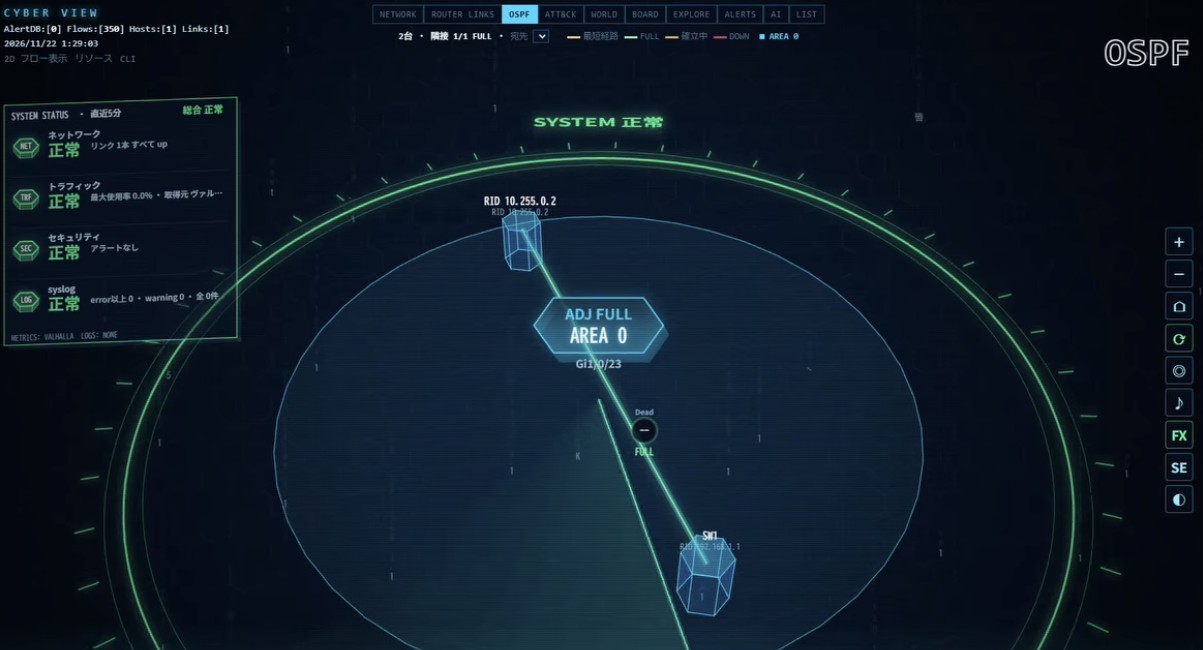 CYBER VIEW
AlertDB:[0] Flows:[350] Hosts:[1] Links:[1]
2026/11/22 1:29:03
2D フロー表示 リソース CLI
NETWORK ROUTER LINKS OSPF ATT&CK WORLD BOARD EXPLORE ALERTS AI LIST
2台 ・ 隣接 1/1 FULL ・ 宛先 最短経路 FULL 確立中 DOWN AREA 0
OSPF
SYSTEM STATUS ・ 直近5分 総合 正常
NET ネットワーク
正常 リンク 1本 すべて up
TRF トラフィック
正常 最大使用率 0.0% ・ 取得元 ヴァル…
SEC セキュリティ
正常 アラートなし
LOG syslog
正常 error以上 0 ・ warning 0 ・ 全 0件
METRICS: VALHALLA LOGS: NONE
SYSTEM 正常
RID 10.255.0.2
RID 10.255.0.2
ADJ FULL
AREA 0
Gi1/0/23
Dead
—
FULL
SW1
RID 192.168.1.1
+
−
FX
SE